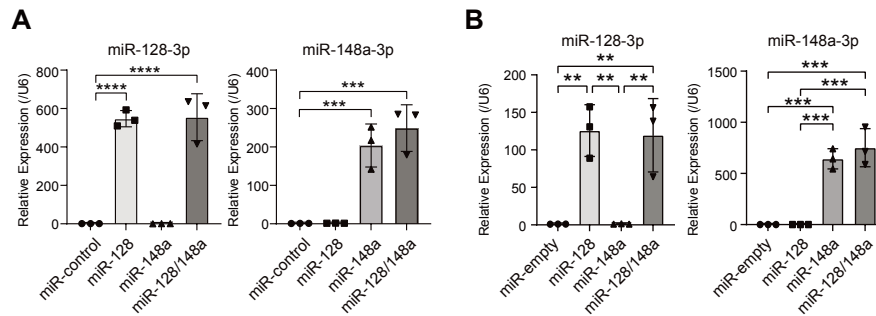 A
miR-128-3p
Relative Expression (/U6)
800
600
400
200
0
****
****
miR-control
miR-128
miR-148a
miR-128/148a
miR-148a-3p
Relative Expression (/U6)
400
300
200
100
0
***
***
miR-control
miR-128
miR-148a
miR-128/148a
B
miR-128-3p
Relative Expression (/U6)
200
150
100
50
0
**
** ** **
miR-empty
miR-128
miR-148a
miR-128/148a
miR-148a-3p
Relative Expression (/U6)
1500
1000
500
0
***
***
***
***
miR-empty
miR-128
miR-148a
miR-128/148a